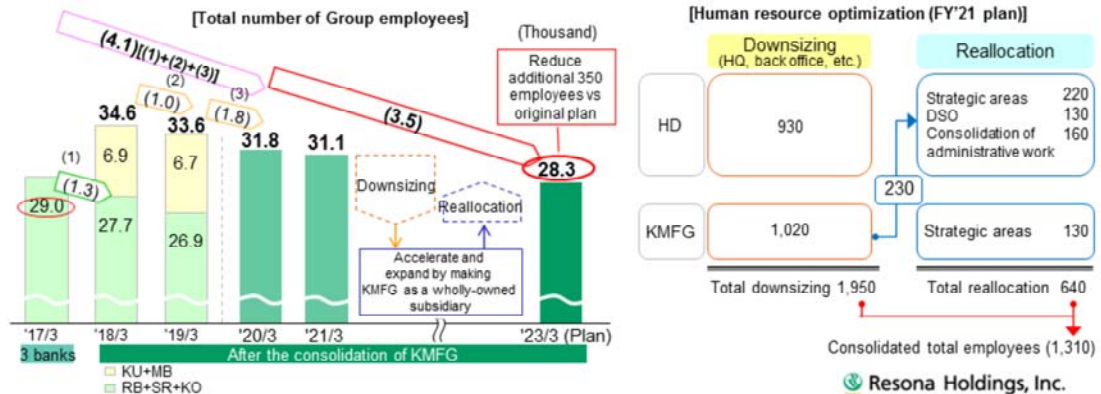 [Total number of Group employees]
(4.1)[(1)+(2)+(3)]
(Thousand)
Reduce
additional 350
employees vs
original plan
(2)
(1.0)
(3)
(1.8)
(3.5)
34.6
33.6
31.8
31.1
28.3
(1)
(1.3)
6.9
6.7
29.0
27.7
26.9
Downsizing
Reallocation
Accelerate and
expand by making
KMFG as a wholly-owned
subsidiary
'17/3
'18/3
'19/3
'20/3
'21/3
'23/3 (Plan)
3 banks
After the consolidation of KMFG
KU+MB
RB+SR+KO
[Human resource optimization (FY'21 plan)]
Downsizing
(HQ, back office, etc.)
Reallocation
HD
930
Strategic areas 220
DSO 130
Consolidation of 160
administrative work
230
KMFG
1,020
Strategic areas 130
Total downsizing 1,950
Total reallocation 640
Consolidated total employees (1,310)
Resona Holdings, Inc.